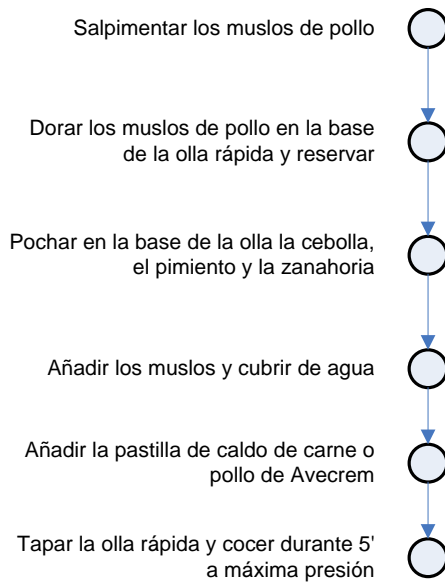 Salpimentar los muslos de pollo
Dorar los muslos de pollo en la base
de la olla rápida y reservar
Pochar en la base de la olla la cebolla,
el pimiento y la zanahoria
Añadir los muslos y cubrir de agua
Añadir la pastilla de caldo de carne o
pollo de Avecrem
Tapar la olla rápida y cocer durante 5'
a máxima presión